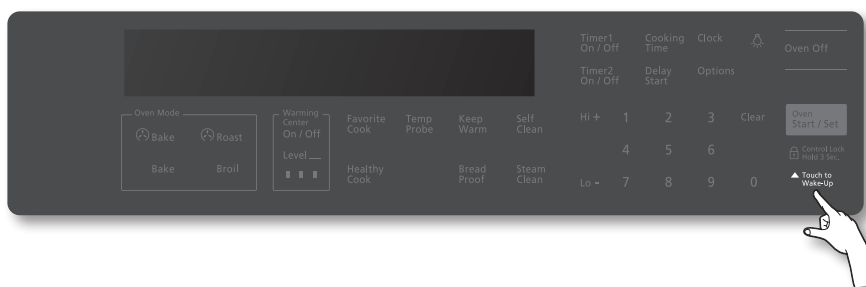 Timer1
On / Off
Cooking
Time
Clock
Oven Off
Timer2
On / Off
Delay
Start
Options
Oven Mode
Bake
Roast
Bake
Broil
Warming
Center
On / Off
Level
Favorite
Cook
Temp
Probe
Keep
Warm
Self
Clean
Healthy
Cook
Bread
Proof
Steam
Clean
Hi + 1 2 3 Clear
4 5 6
Lo - 7 8 9 0
Oven
Start / Set
Control Lock
Hold 3 Sec.
Touch to
Wake-Up